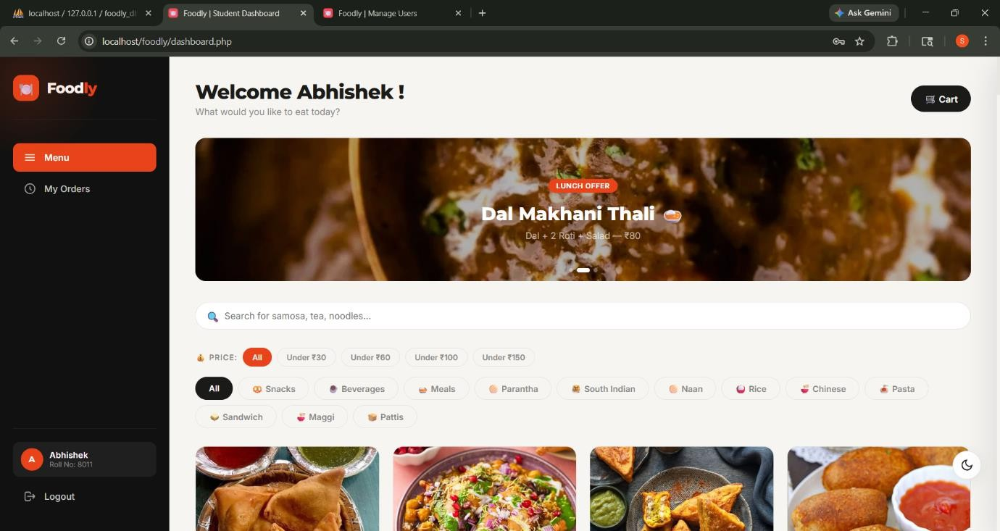 localhost / 127.0.0.1 / foodly_d
Foodly | Student Dashboard
Foodly | Manage Users
Ask Gemini
localhost/foodly/dashboard.php
S
Foodly
Welcome Abhishek !
What would you like to eat today?
Cart
Menu
My Orders
LUNCH OFFER
Dal Makhani Thali
Dal + 2 Roti + Salad — ₹80
Search for samosa, tea, noodles...
PRICE: All Under ₹30 Under ₹60 Under ₹100 Under ₹150
All Snacks Beverages Meals Parantha South Indian Naan Rice Chinese Pasta
Sandwich Maggi Pattis
A
Abhishek
Roll No: 8011
Logout